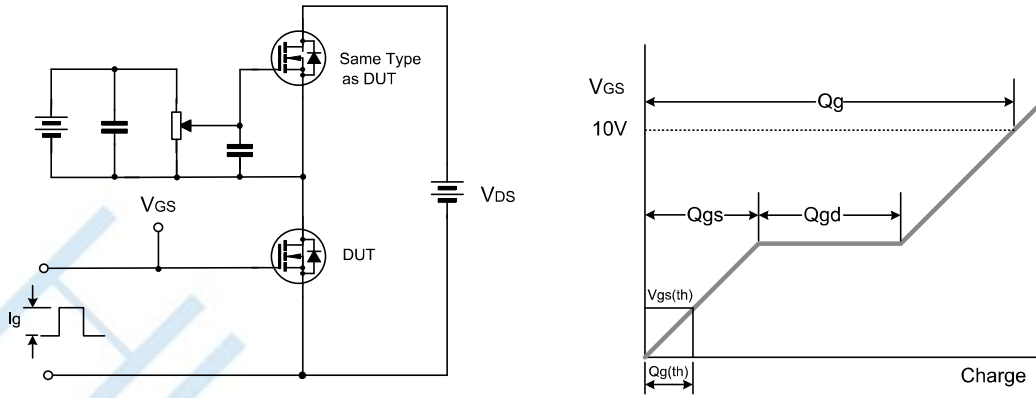 Same Type
as DUT
VDS
VGS
DUT
Ig
VGS
10V
Qg
Qgs
Qgd
Vgs(th)
Qg(th)
Charge